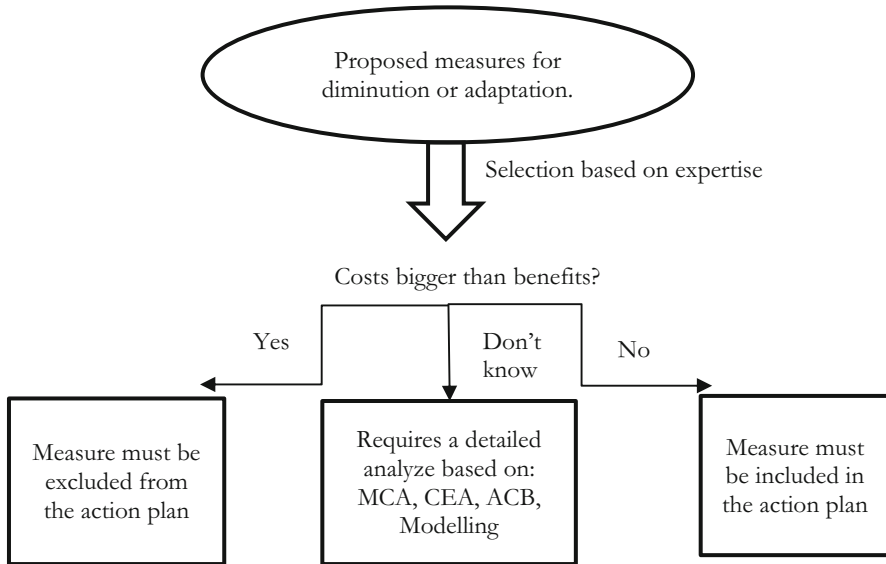 Proposed measures for
diminution or adaptation.
Selection based on expertise
Costs bigger than benefits?
Yes
Don't
know
No
Measure must be
excluded from
the action plan
Requires a detailed
analyze based on:
MCA, CEA, ACB,
Modelling
Measure must
be included in
the action plan